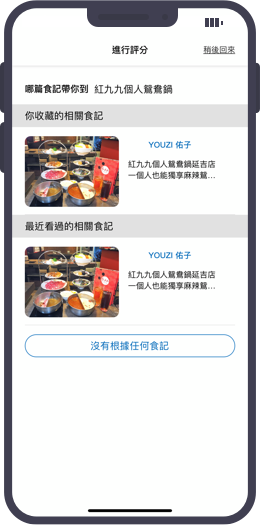 進行評分
稍後回來
哪篇食記帶你到 紅九九個人鴛鴦鍋
你收藏的相關食記
YOUZI 佑子
紅九九個人鴛鴦鍋延吉店
一個人也能獨享麻辣鴛...
最近看過的相關食記
YOUZI 佑子
紅九九個人鴛鴦鍋延吉店
一個人也能獨享麻辣鴛...
沒有根據任何食記